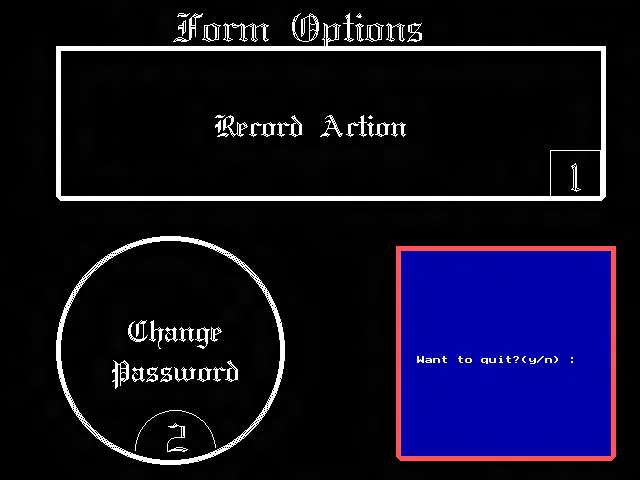 Form Options
Record Action
1
Change
Password
2
Want to quit?(y/n) :